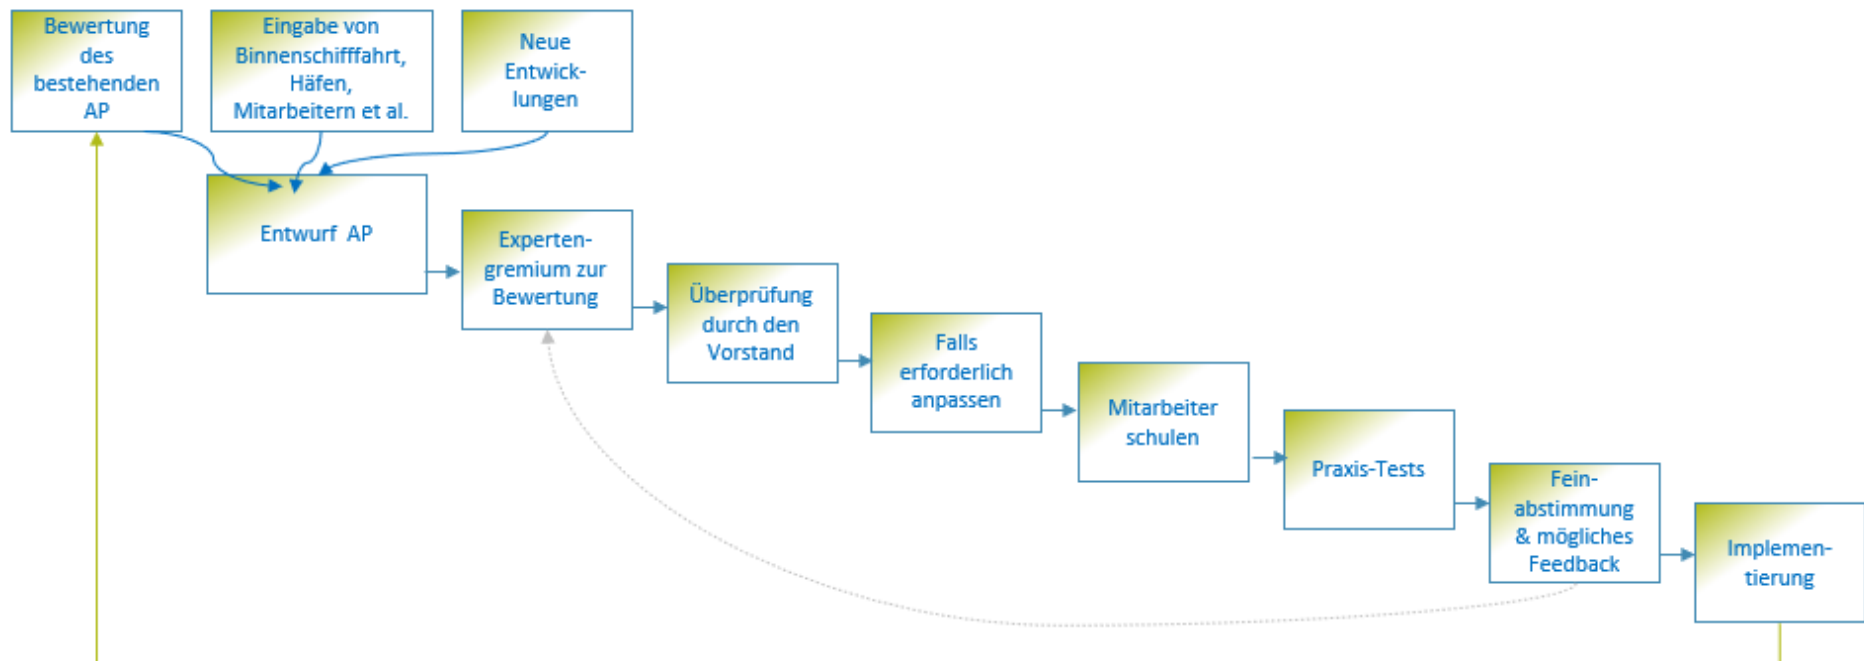 Bewertung
des
bestehenden
AP
Eingabe von
Binnenschifffahrt,
Häfen,
Mitarbeitern et al.
Neue
Entwick-
lungen
Entwurf AP
Experten-
gremium zur
Bewertung
Überprüfung
durch den
Vorstand
Falls
erforderlich
anpassen
Mitarbeiter
schulen
Praxis-Tests
Fein-
abstimmung
& mögliches
Feedback
Implemen-
tierung